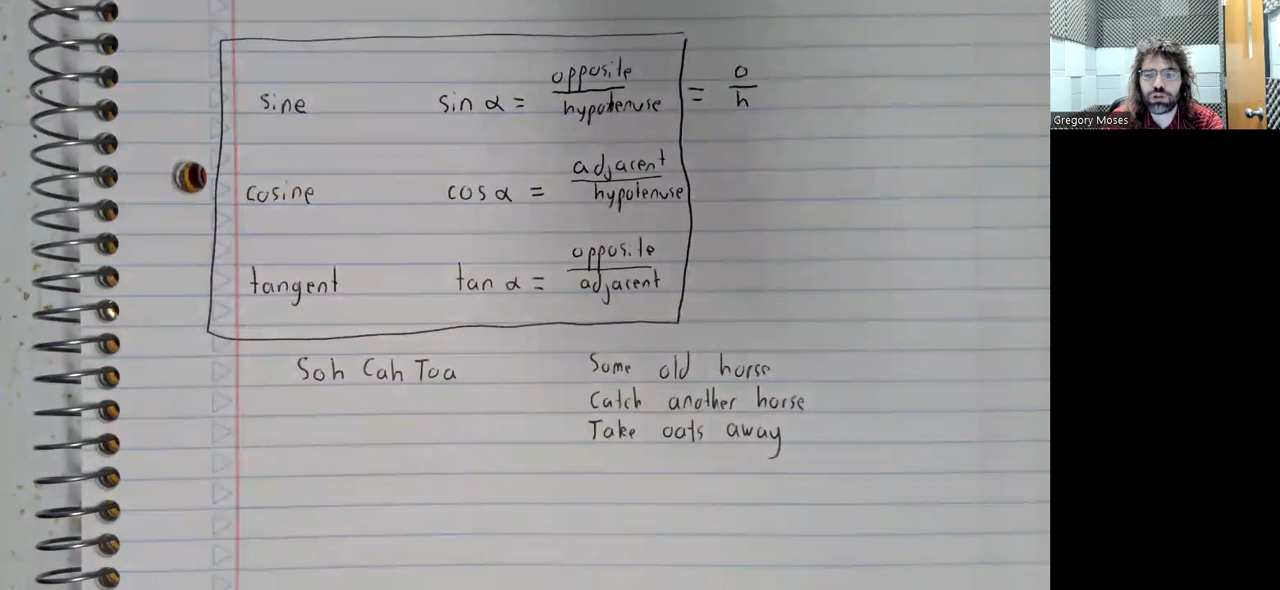 sine sin α = opposite / hypotenuse = o / h
cosine cos α = adjacent / hypotenuse
tangent tan α = opposite / adjacent
Soh Cah Toa
Some old horse
Catch another horse
Take oats away
Gregory Moses